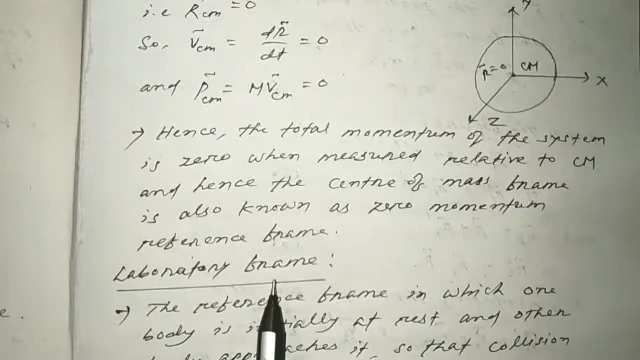 i.e R⃗cm = 0
So, V⃗cm = dR⃗/dt = 0
and P⃗cm = MV⃗cm = 0
Y
r⃗=0 CM
X
Z
→ Hence, the total momentum of the system
is zero when measured relative to CM
and hence the centre of mass frame
is also known as zero momentum
reference frame.
Laboratory frame:
→ The reference frame in which one
body is initially at rest and other
approaches it, so that collision
e.